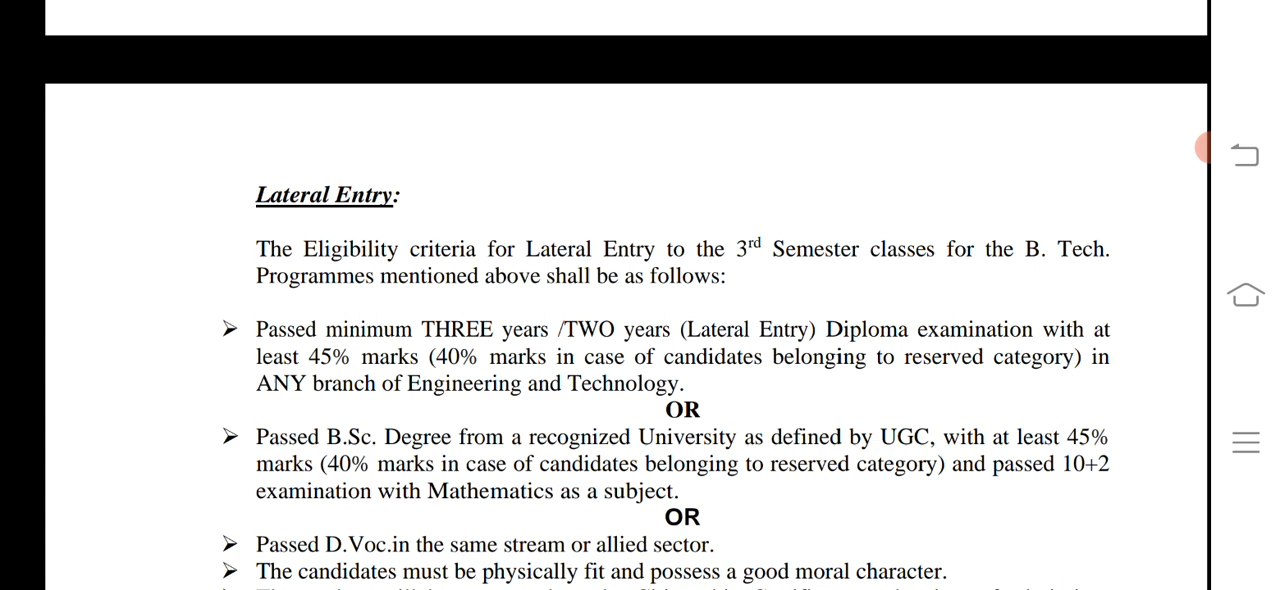 Lateral Entry:
The Eligibility criteria for Lateral Entry to the 3rd Semester classes for the B. Tech.
Programmes mentioned above shall be as follows:
➢ Passed minimum THREE years /TWO years (Lateral Entry) Diploma examination with at
least 45% marks (40% marks in case of candidates belonging to reserved category) in
ANY branch of Engineering and Technology.
OR
➢ Passed B.Sc. Degree from a recognized University as defined by UGC, with at least 45%
marks (40% marks in case of candidates belonging to reserved category) and passed 10+2
examination with Mathematics as a subject.
OR
➢ Passed D.Voc.in the same stream or allied sector.
➢ The candidates must be physically fit and possess a good moral character.